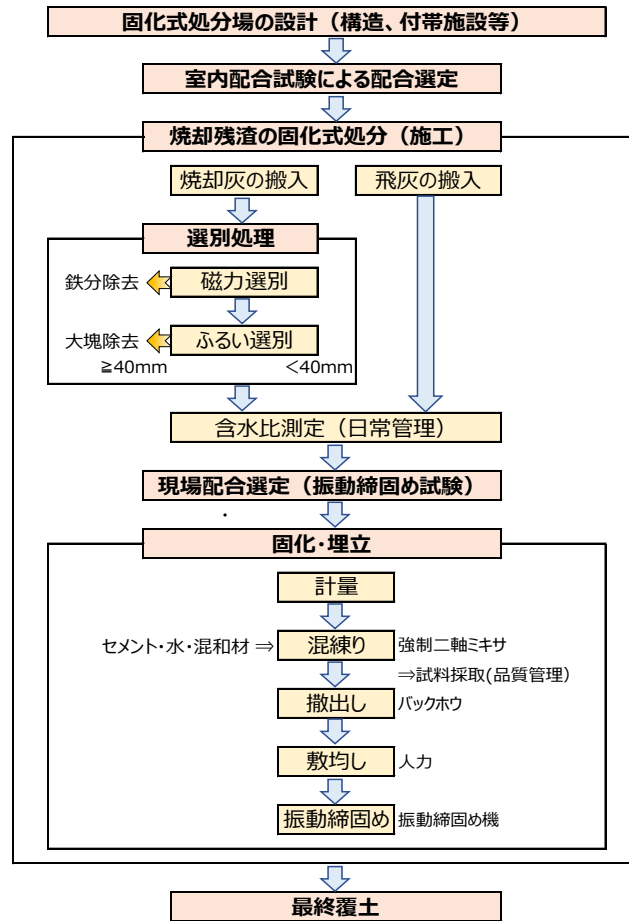 固化式処分場の設計（構造、付帯施設等）
室内配合試験による配合選定
焼却残渣の固化式処分（施工）
焼却灰の搬入
飛灰の搬入
選別処理
鉄分除去
磁力選別
大塊除去
ふるい選別
≧40mm
＜40mm
含水比測定（日常管理）
現場配合選定（振動締固め試験）
固化・埋立
計量
セメント・水・混和材 ⇒
混練り
強制二軸ミキサ
⇒試料採取(品質管理)
撒出し
バックホウ
敷均し
人力
振動締固め
振動締固め機
最終覆土